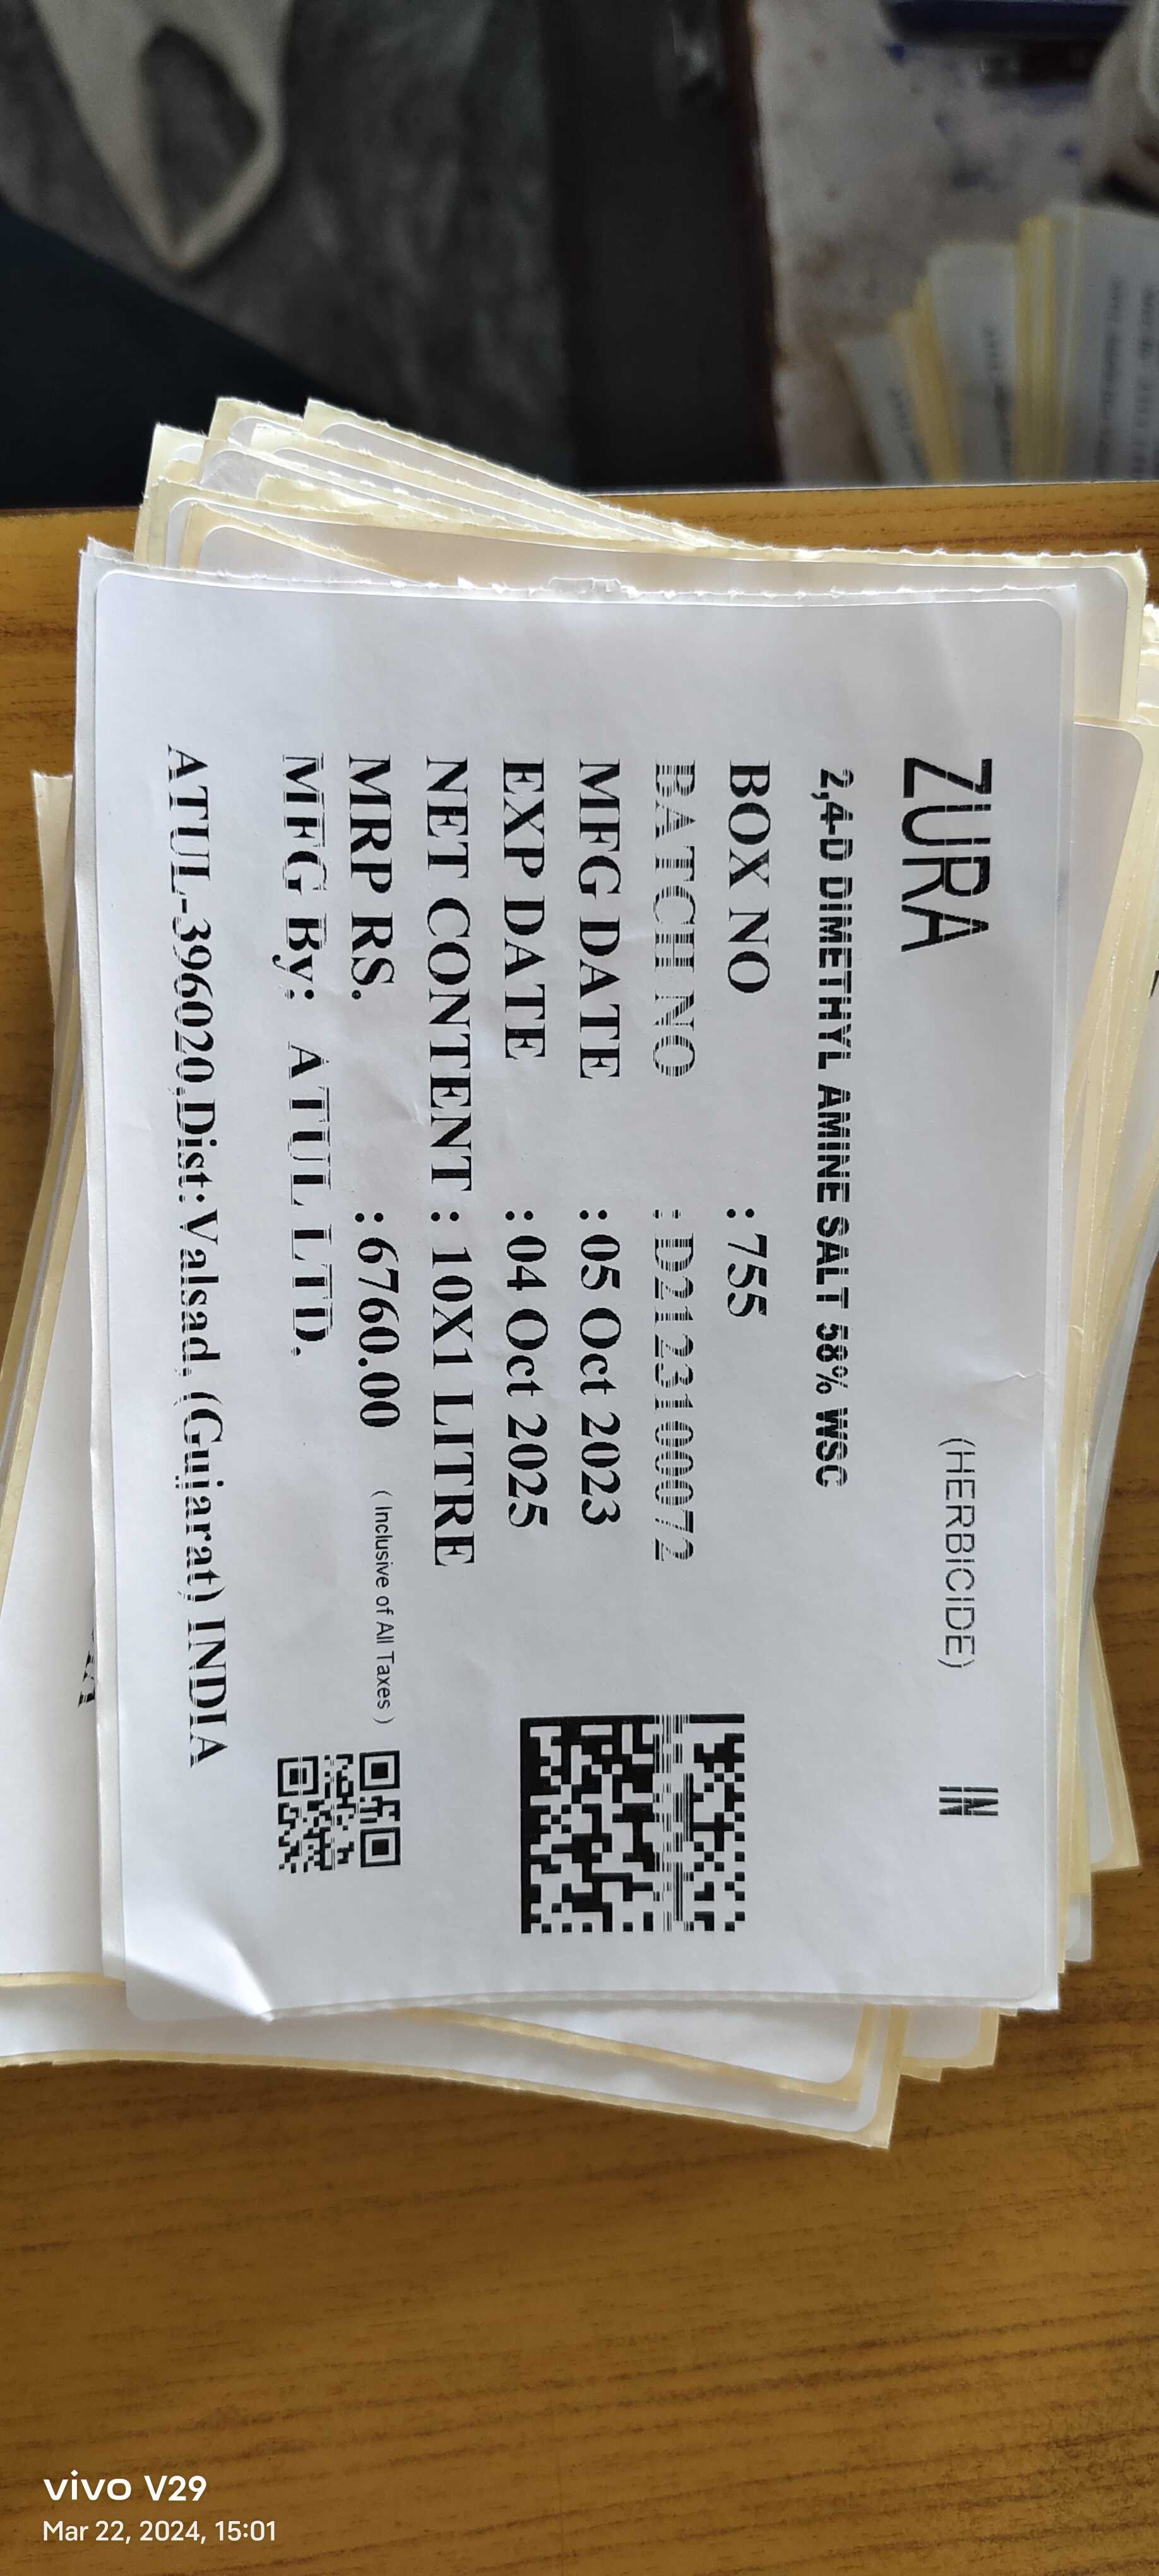 ZURA (HERBICIDE) IN
2,4-D DIMETHYL AMINE SALT 58% WSC
BOX NO :755
BATCH NO :D2123100072
MFG DATE :05 Oct 2023
EXP DATE :04 Oct 2025
NET CONTENT : 10X1 LITRE
MRP RS. :6760.00 ( Inclusive of All Taxes )
MFG By: ATUL LTD.
ATUL-396020,Dist: Valsad, (Gujarat) INDIA
vivo V29
Mar 22, 2024, 15:01